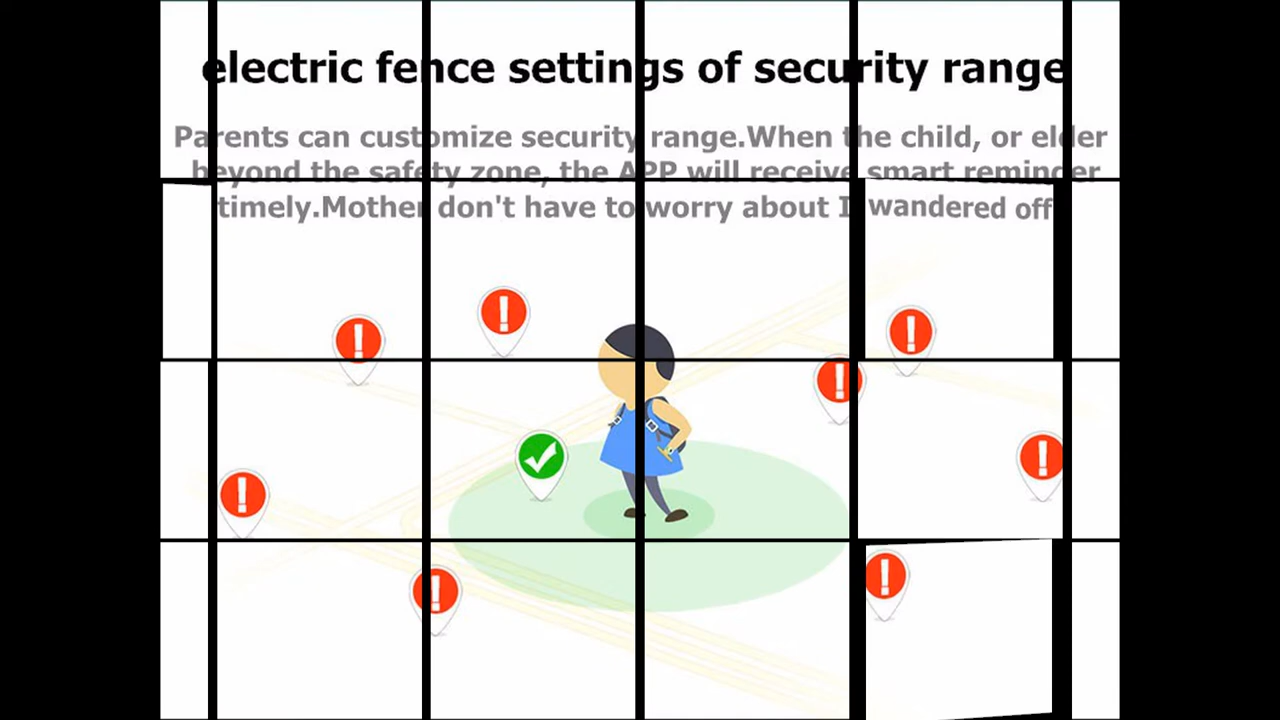 electric fence settings of security range
Parents can customize security range.When the child, or elder
beyond the safety zone, the APP will receive smart reminder
timely.Mother don't have to worry about I wandered off